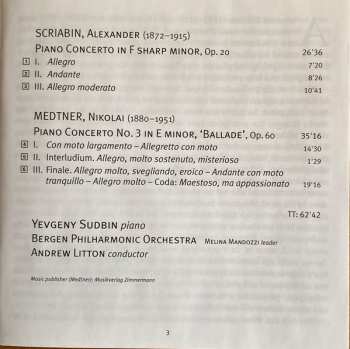 SCRIABIN, ALEXANDER (1872–1915)
PIANO CONCERTO IN F SHARP MINOR, Op. 20 26'36
1 I. Allegro 7'20
2 II. Andante 8'26
3 III. Allegro moderato 10'41
MEDTNER, NIKOLAI (1880–1951)
PIANO CONCERTO NO. 3 IN E MINOR, ‘BALLADE’, Op. 60 35'16
4 I. Con moto largamento – Allegretto con moto 14'30
5 II. Interludium. Allegro, molto sostenuto, misterioso 1'29
6 III. Finale. Allegro molto, svegliando, eroico – Andante con moto
tranquillo – Allegro molto – Coda: Maestoso, ma appassionato 19'16
TT: 62'42
YEVGENY SUDBIN piano
BERGEN PHILHARMONIC ORCHESTRA MELINA MANDOZZI leader
ANDREW LITTON conductor
Music publisher (Medtner): Musikverlag Zimmermann
3